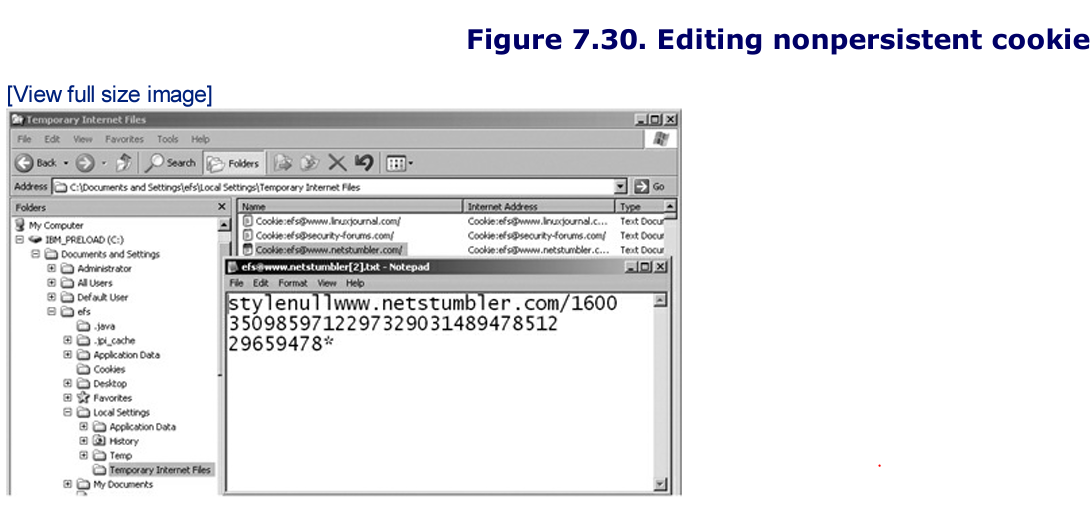 Figure 7.30. Editing nonpersistent cookie
[View full size image]
Temporary Internet Files
File Edit View Favorites Tools Help
Back Search Folders
Address C:\Documents and Settings\efs\Local Settings\Temporary Internet Files Go
Folders X Name Internet Address Type
My Computer
Cookie:efs@www.linuxjournal.com/ Cookie:efs@www.linuxjournal.c... Text Docur
IBM_PRELOAD (C:)
Cookie:efs@security-forums.com/ Cookie:efs@security-forums.com/ Text Docur
Documents and Settings
Cookie:efs@www.netstumbler.com/ Cookie:efs@www.netstumbler.c... Text Docur
Administrator
All Users
Default User
efs
.java
.jpi_cache
Application Data
Cookies
Desktop
Favorites
Local Settings
Application Data
History
Temp
Temporary Internet Files
My Documents
efs@www.netstumbler[2].txt - Notepad
File Edit Format View Help
stylenullwww.netstumbler.com/1600
35098597122973290314894 78512
29659478*